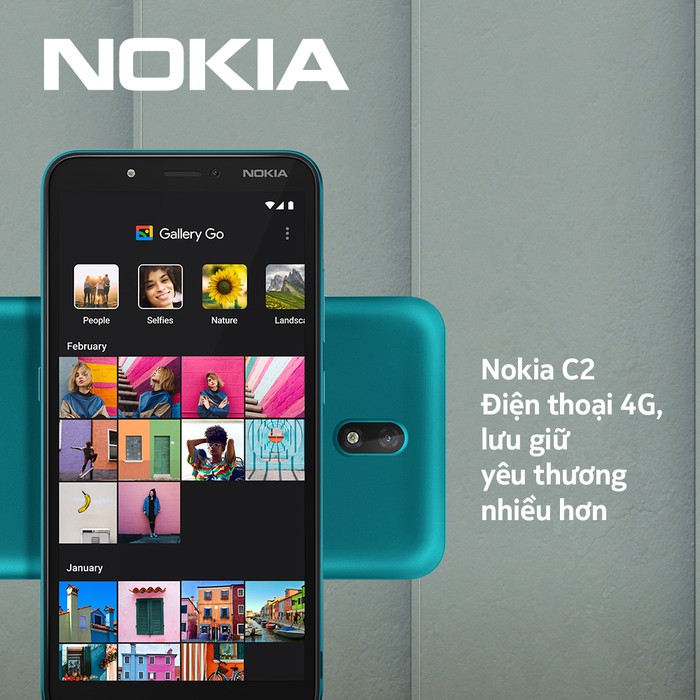 NOKIA
NOKIA
Gallery Go
People
Selfies
Nature
Landsca
February
January
Nokia C2
Điện thoại 4G,
lưu giữ
yêu thương
nhiều hơn